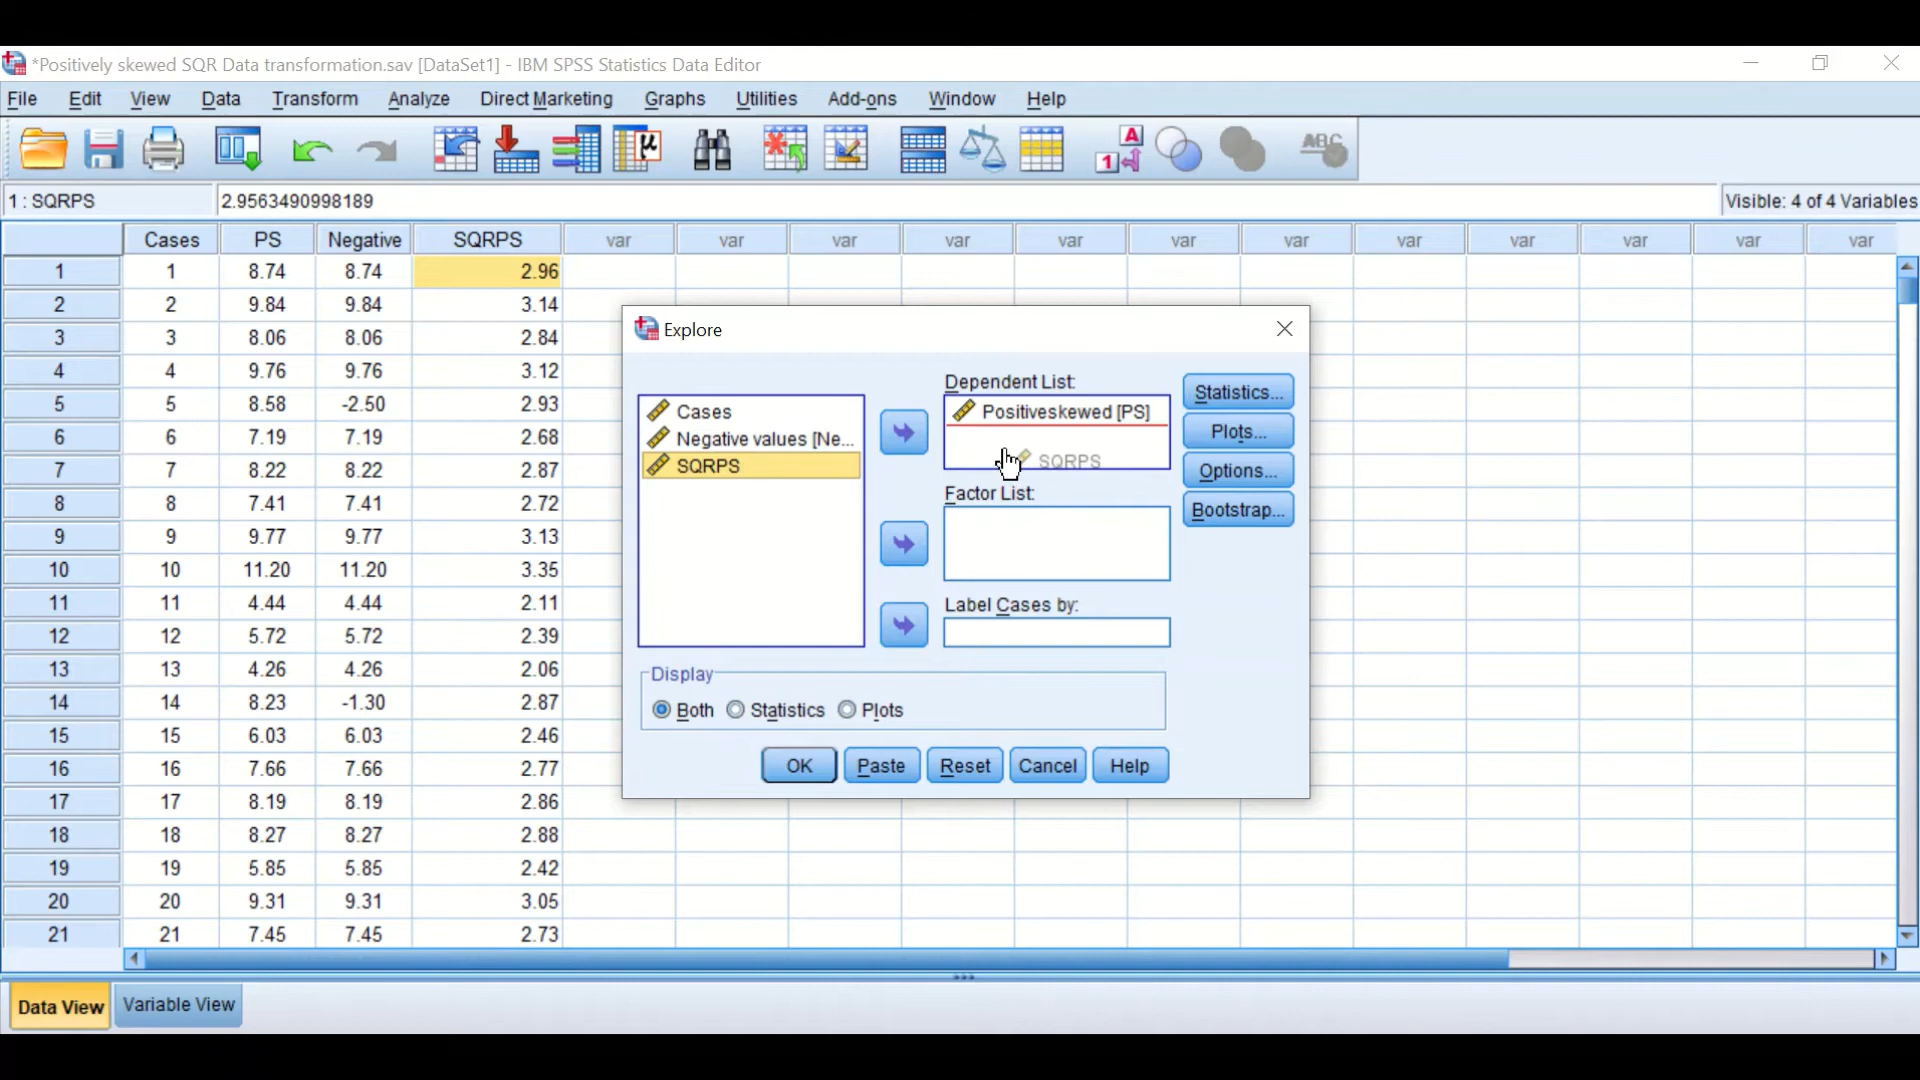 *Positively skewed SQR Data transformation.sav [DataSet1] - IBM SPSS Statistics Data Editor
File Edit View Data Transform Analyze Direct Marketing Graphs Utilities Add-ons Window Help
1 : SQRPS 2.9563490998189 Visible: 4 of 4 Variables
Cases PS Negative SQRPS var var var var var var var var var var var var
1 1 8.74 8.74 2.96
2 2 9.84 9.84 3.14
3 3 8.06 8.06 2.84
4 4 9.76 9.76 3.12
5 5 8.58 -2.50 2.93
6 6 7.19 7.19 2.68
7 7 8.22 8.22 2.87
8 8 7.41 7.41 2.72
9 9 9.77 9.77 3.13
10 10 11.20 11.20 3.35
11 11 4.44 4.44 2.11
12 12 5.72 5.72 2.39
13 13 4.26 4.26 2.06
14 14 8.23 -1.30 2.87
15 15 6.03 6.03 2.46
16 16 7.66 7.66 2.77
17 17 8.19 8.19 2.86
18 18 8.27 8.27 2.88
19 19 5.85 5.85 2.42
20 20 9.31 9.31 3.05
21 21 7.45 7.45 2.73
Explore
Cases
Negative values [Ne...
SQRPS
Dependent List:
Positiveskewed [PS]
SQRPS
Factor List:
Label Cases by:
Statistics...
Plots...
Options...
Bootstrap...
Display
Both Statistics Plots
OK Paste Reset Cancel Help
Data View Variable View